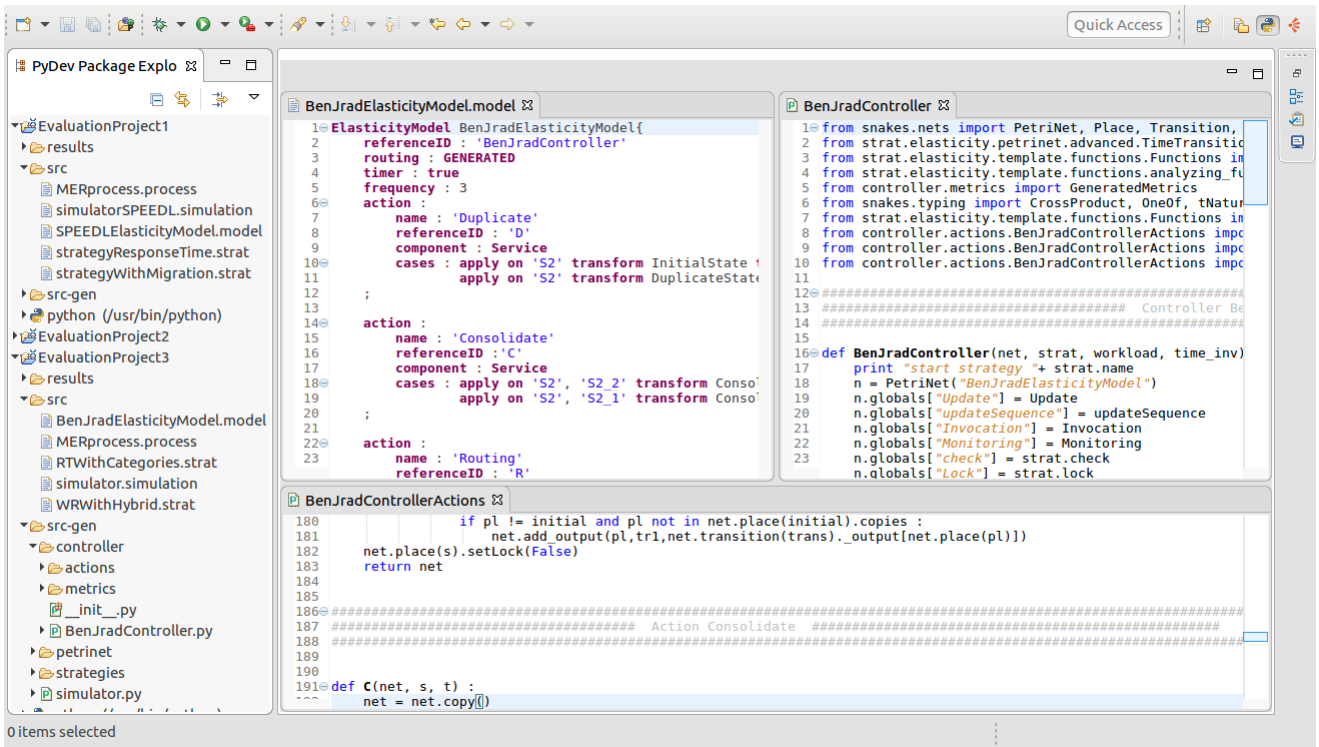 Quick Access
PyDev Package Explo
EvaluationProject1
results
src
MERprocess.process
simulatorSPEEDL.simulation
SPEEDLElasticityModel.model
strategyResponseTime.strat
strategyWithMigration.strat
src-gen
python (/usr/bin/python)
EvaluationProject2
EvaluationProject3
results
src
BenJradElasticityModel.model
MERprocess.process
RTWithCategories.strat
simulator.simulation
WRWithHybrid.strat
src-gen
controller
actions
metrics
__init__.py
BenJradController.py
petrinet
strategies
simulator.py
BenJradElasticityModel.model
1 ElasticityModel BenJradElasticityModel{
2 referenceID : 'BenJradController'
3 routing : GENERATED
4 timer : true
5 frequency : 3
6 action :
7 name : 'Duplicate'
8 referenceID : 'D'
9 component : Service
10 cases : apply on 'S2' transform InitialState
11 apply on 'S2' transform DuplicateState
12 ;
13
14 action :
15 name : 'Consolidate'
16 referenceID :'C'
17 component : Service
18 cases : apply on 'S2', 'S2_2' transform Conso
19 apply on 'S2', 'S2_1' transform Conso
20 ;
21
22 action :
23 name : 'Routing'
referenceID : 'R'
BenJradController
1 from snakes.nets import PetriNet, Place, Transition,
2 from strat.elasticity.petrinet.advanced.TimeTransitio
3 from strat.elasticity.template.functions.Functions im
4 from strat.elasticity.template.functions.analyzing_fu
5 from controller.metrics import GeneratedMetrics
6 from snakes.typing import CrossProduct, OneOf, tNatur
7 from strat.elasticity.template.functions.Functions im
8 from controller.actions.BenJradControllerActions impo
9 from controller.actions.BenJradControllerActions impo
10 from controller.actions.BenJradControllerActions impo
11
12 #####################################################
13 ###################################### Controller Be
14 #####################################################
15
16 def BenJradController(net, strat, workload, time_inv)
17 print "start strategy "+ strat.name
18 n = PetriNet("BenJradElasticityModel")
19 n.globals["Update"] = Update
20 n.globals["updateSequence"] = updateSequence
21 n.globals["Invocation"] = Invocation
22 n.globals["Monitoring"] = Monitoring
23 n.globals["check"] = strat.check
n.globals["Lock"] = strat.lock
BenJradControllerActions
180 if pl != initial and pl not in net.place(initial).copies :
181 net.add_output(pl,tr1,net.transition(trans)._output[net.place(pl)])
182 net.place(s).setLock(False)
183 return net
184
185
186 ##################################################################################################################
187 ###################################### Action Consolidate ###################################################
188 ##################################################################################################################
189
190
191 def C(net, s, t) :
net = net.copy()
0 items selected